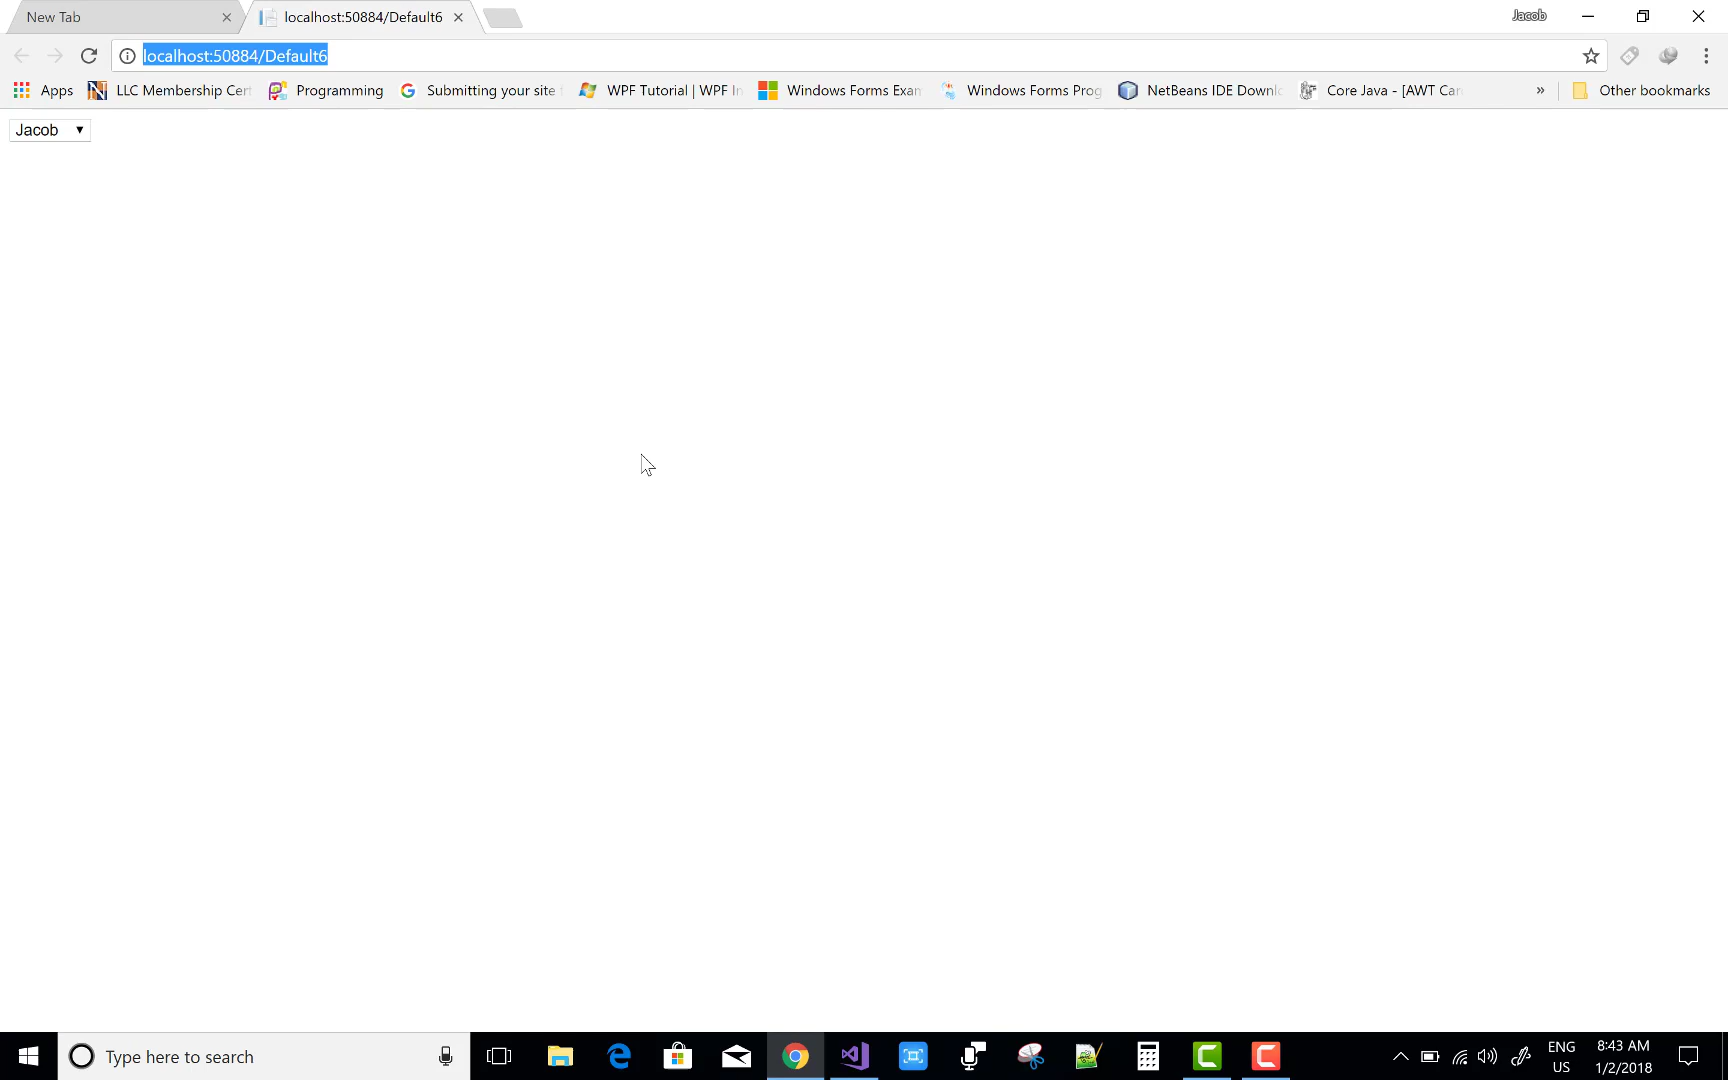 New Tab
localhost:50884/Default6
Jacob
localhost:50884/Default6
Apps
LLC Membership Cert
Programming
Submitting your site
WPF Tutorial | WPF In
Windows Forms Exam
Windows Forms Prog
NetBeans IDE Downl
Core Java - [AWT Can
»
Other bookmarks
Jacob
Type here to search
ENG
US
8:43 AM
1/2/2018